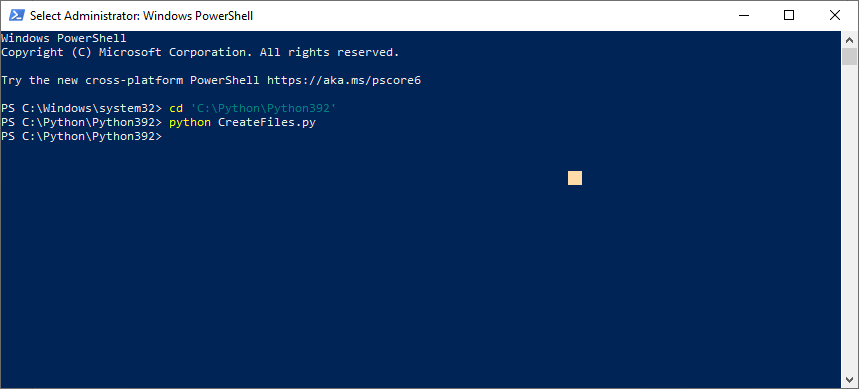 Select Administrator: Windows PowerShell
Windows PowerShell
Copyright (C) Microsoft Corporation. All rights reserved.
Try the new cross-platform PowerShell https://aka.ms/pscore6
PS C:\Windows\system32> cd 'C:\Python\Python392'
PS C:\Python\Python392> python CreateFiles.py
PS C:\Python\Python392>